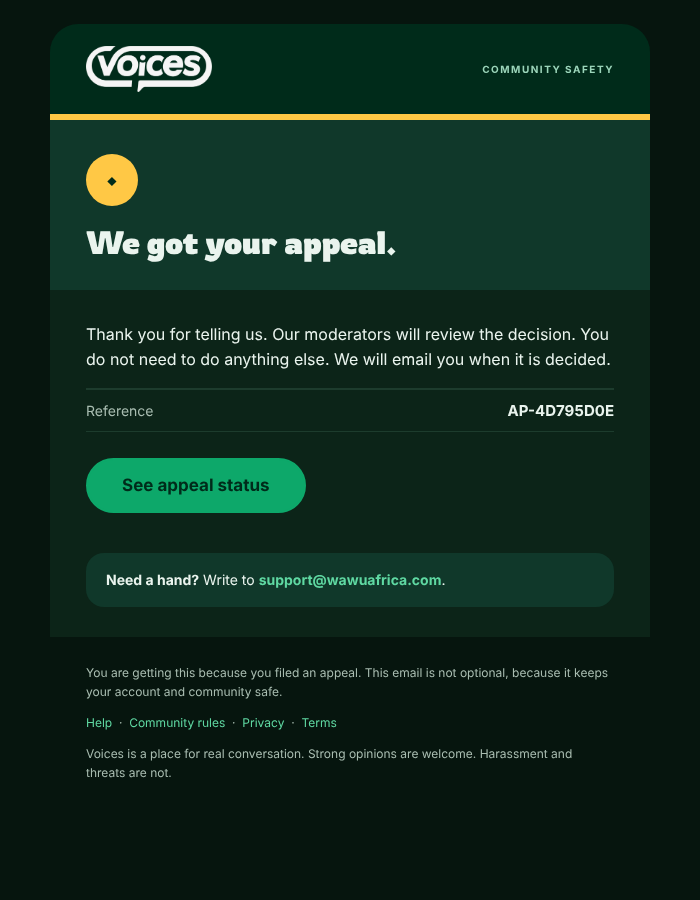 Voices
COMMUNITY SAFETY
We got your appeal.
Thank you for telling us. Our moderators will review the decision. You
do not need to do anything else. We will email you when it is decided.
Reference AP-4D795D0E
See appeal status
Need a hand? Write to support@wawuafrica.com.
You are getting this because you filed an appeal. This email is not optional, because it keeps
your account and community safe.
Help · Community rules · Privacy · Terms
Voices is a place for real conversation. Strong opinions are welcome. Harassment and
threats are not.